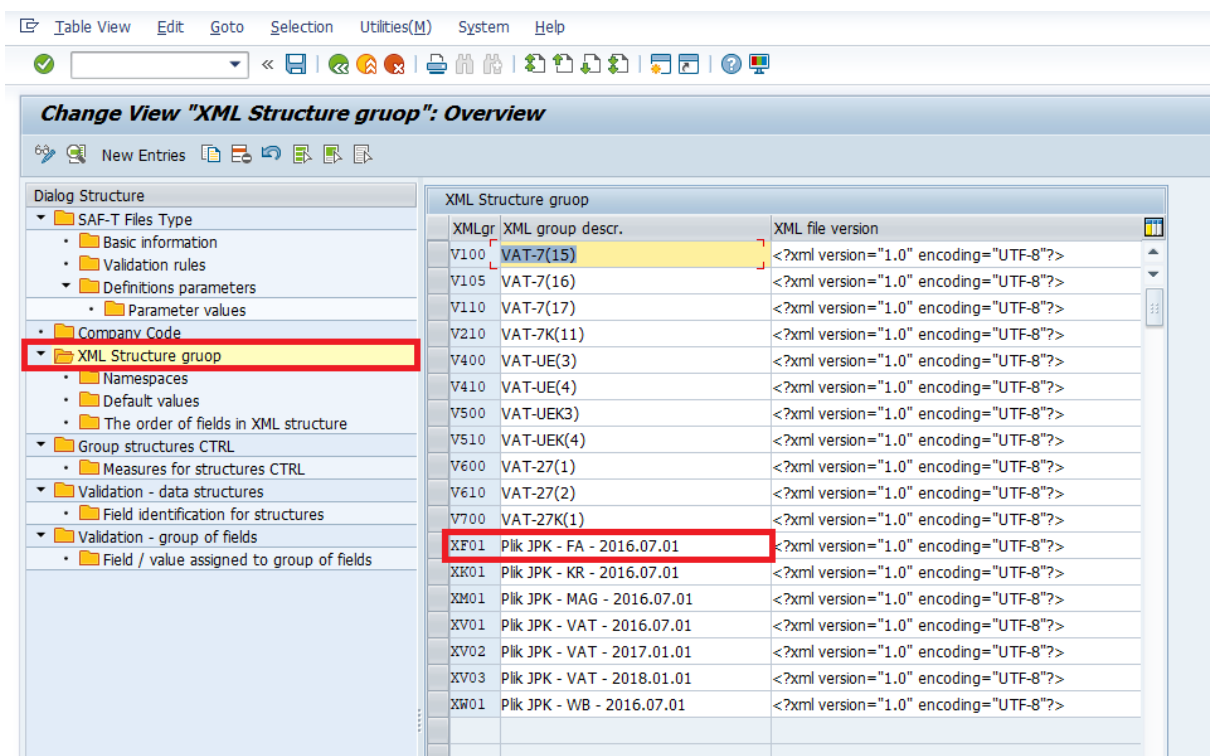 Table View Edit Goto Selection Utilities(M) System Help
Change View "XML Structure gruop": Overview
New Entries
Dialog Structure
SAF-T Files Type
Basic information
Validation rules
Definitions parameters
Parameter values
Company Code
XML Structure gruop
Namespaces
Default values
The order of fields in XML structure
Group structures CTRL
Measures for structures CTRL
Validation - data structures
Field identification for structures
Validation - group of fields
Field / value assigned to group of fields
XML Structure gruop
XMLgr XML group descr. XML file version
V100 VAT-7(15) <?xml version="1.0" encoding="UTF-8"?>
V105 VAT-7(16) <?xml version="1.0" encoding="UTF-8"?>
V110 VAT-7(17) <?xml version="1.0" encoding="UTF-8"?>
V210 VAT-7K(11) <?xml version="1.0" encoding="UTF-8"?>
V400 VAT-UE(3) <?xml version="1.0" encoding="UTF-8"?>
V410 VAT-UE(4) <?xml version="1.0" encoding="UTF-8"?>
V500 VAT-UEK3) <?xml version="1.0" encoding="UTF-8"?>
V510 VAT-UEK(4) <?xml version="1.0" encoding="UTF-8"?>
V600 VAT-27(1) <?xml version="1.0" encoding="UTF-8"?>
V610 VAT-27(2) <?xml version="1.0" encoding="UTF-8"?>
V700 VAT-27K(1) <?xml version="1.0" encoding="UTF-8"?>
XF01 Plik JPK - FA - 2016.07.01 <?xml version="1.0" encoding="UTF-8"?>
XK01 Plik JPK - KR - 2016.07.01 <?xml version="1.0" encoding="UTF-8"?>
XM01 Plik JPK - MAG - 2016.07.01 <?xml version="1.0" encoding="UTF-8"?>
XV01 Plik JPK - VAT - 2016.07.01 <?xml version="1.0" encoding="UTF-8"?>
XV02 Plik JPK - VAT - 2017.01.01 <?xml version="1.0" encoding="UTF-8"?>
XV03 Plik JPK - VAT - 2018.01.01 <?xml version="1.0" encoding="UTF-8"?>
XW01 Plik JPK - WB - 2016.07.01 <?xml version="1.0" encoding="UTF-8"?>